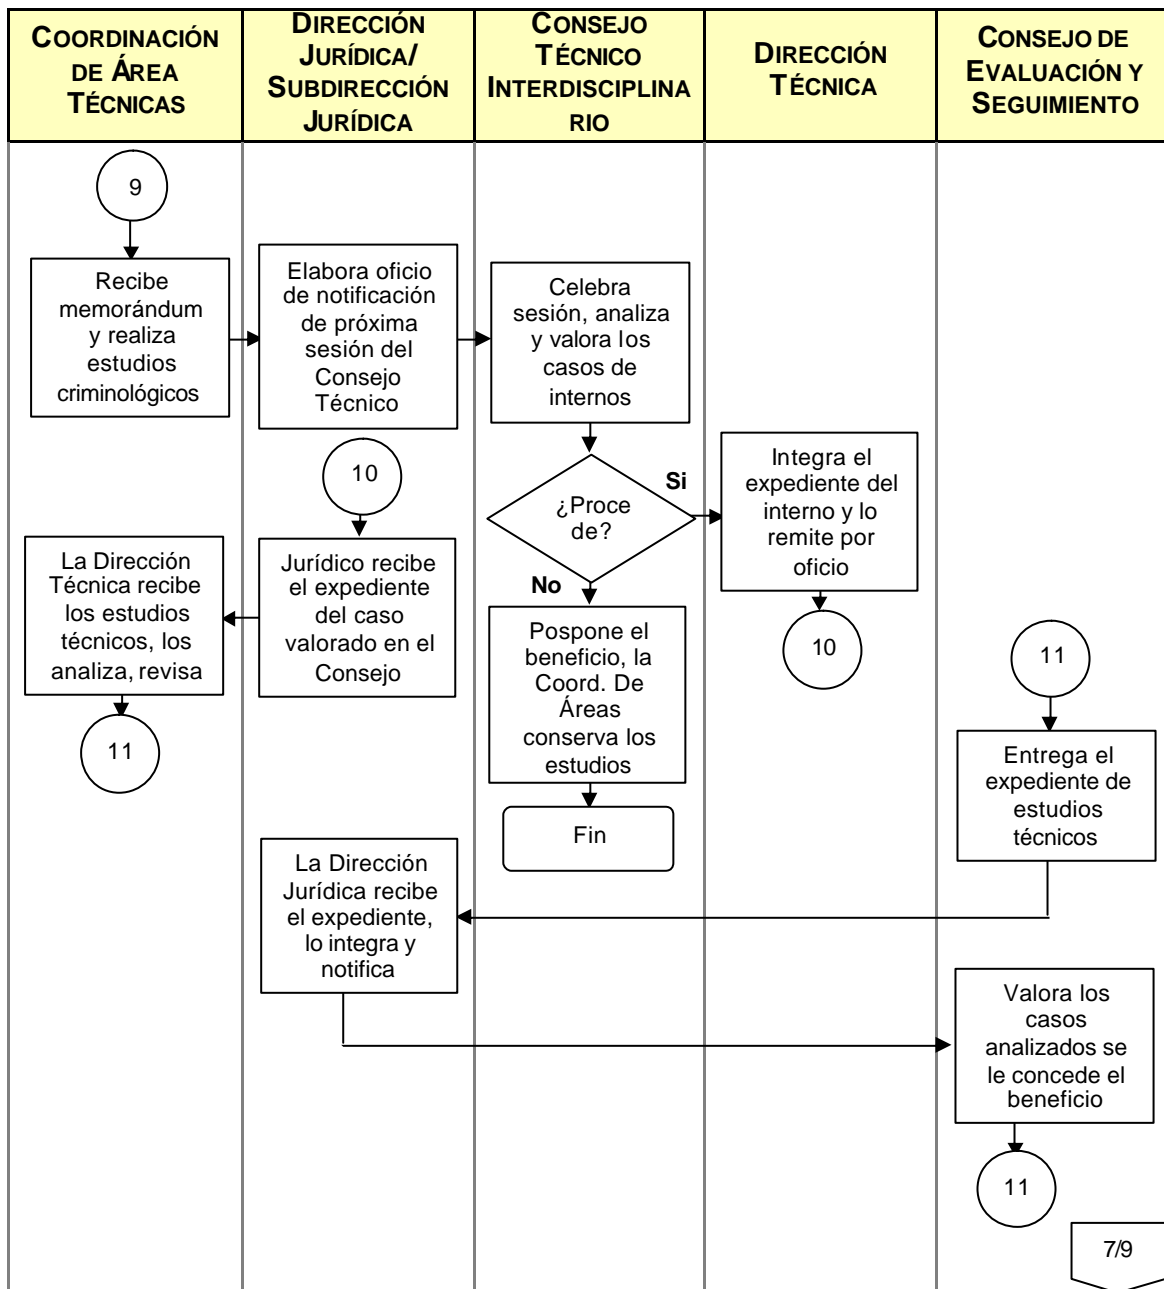 COORDINACIÓN
DE ÁREA
TÉCNICAS
DIRECCIÓN
JURÍDICA/
SUBDIRECCIÓN
JURÍDICA
CONSEJO
TÉCNICO
INTERDISCIPLINA
RIO
DIRECCIÓN
TÉCNICA
CONSEJO DE
EVALUACIÓN Y
SEGUIMIENTO
9
Recibe
memorándum
y realiza
estudios
criminológicos
Elabora oficio
de notificación
de próxima
sesión del
Consejo
Técnico
Celebra
sesión, analiza
y valora los
casos de
internos
¿Proce
de?
Si
No
Integra el
expediente del
interno y lo
remite por
oficio
10
10
Jurídico recibe
el expediente
del caso
valorado en el
Consejo
La Dirección
Técnica recibe
los estudios
técnicos, los
analiza, revisa
11
Pospone el
beneficio, la
Coord. De
Áreas
conserva los
estudios
Fin
11
Entrega el
expediente de
estudios
técnicos
La Dirección
Jurídica recibe
el expediente,
lo integra y
notifica
Valora los
casos
analizados se
le concede el
beneficio
11
7/9